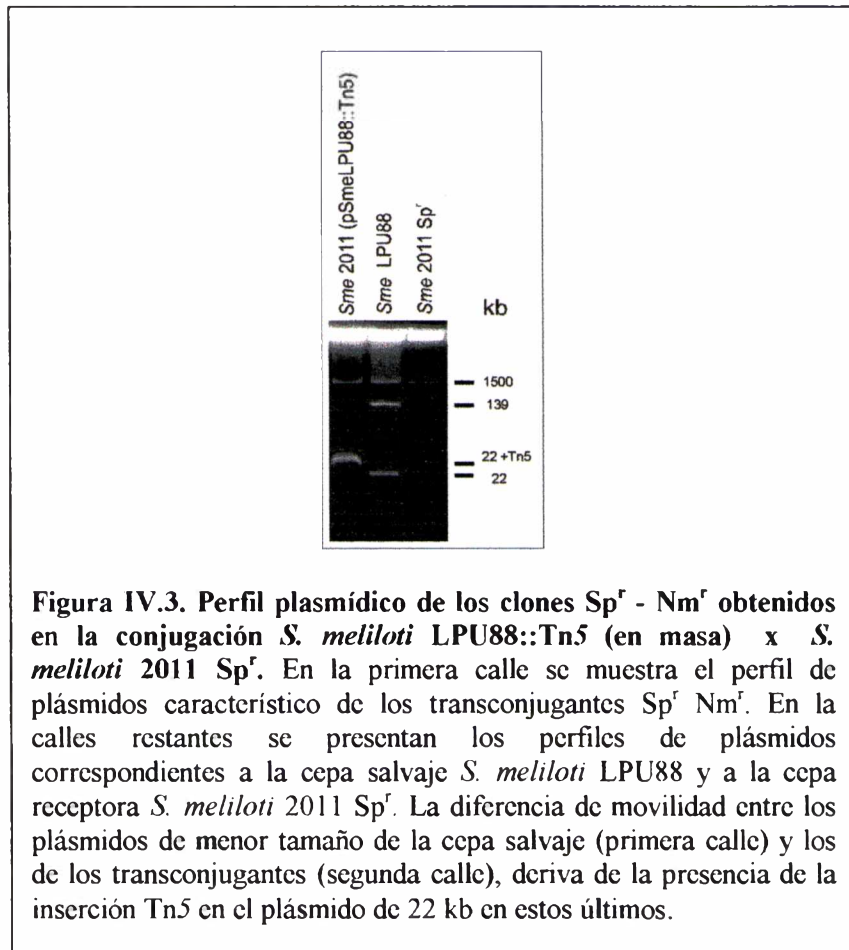 Sme 2011 (pSmeLPU88::Tn5)
Sme LPU88
Sme 2011 Spr
kb
1500
139
22 +Tn5
22
Figura IV.3. Perfil plasmídico de los clones Spr - Nmr obtenidos
en la conjugación S. meliloti LPU88::Tn5 (en masa) x S.
meliloti 2011 Spr. En la primera calle se muestra el perfil de
plásmidos característico de los transconjugantes Spr Nmr. En la
calles restantes se presentan los perfiles de plásmidos
correspondientes a la cepa salvaje S. meliloti LPU88 y a la cepa
receptora S. meliloti 2011 Spr. La diferencia de movilidad entre los
plásmidos de menor tamaño de la cepa salvaje (primera calle) y los
de los transconjugantes (segunda calle), deriva de la presencia de la
inserción Tn5 en el plásmido de 22 kb en estos últimos.